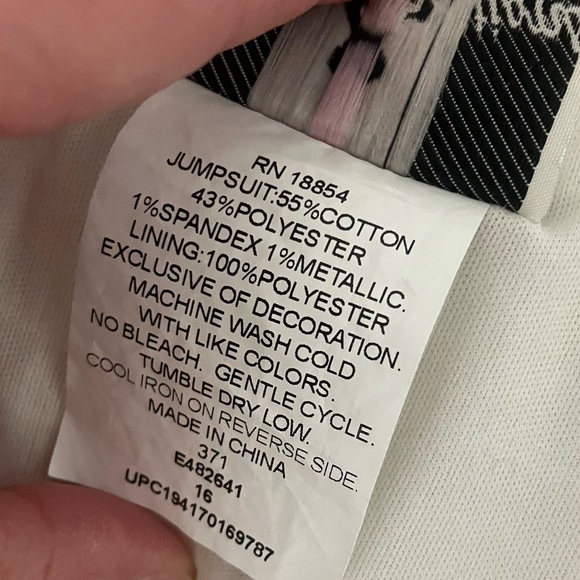 RN 18854
JUMPSUIT:55%COTTON
43%POLYESTER
1%SPANDEX 1%METALLIC.
LINING:100%POLYESTER
EXCLUSIVE OF DECORATION.
MACHINE WASH COLD
WITH LIKE COLORS.
NO BLEACH. GENTLE CYCLE.
TUMBLE DRY LOW.
COOL IRON ON REVERSE SIDE.
MADE IN CHINA
371
E482641
16
UPC194170169787